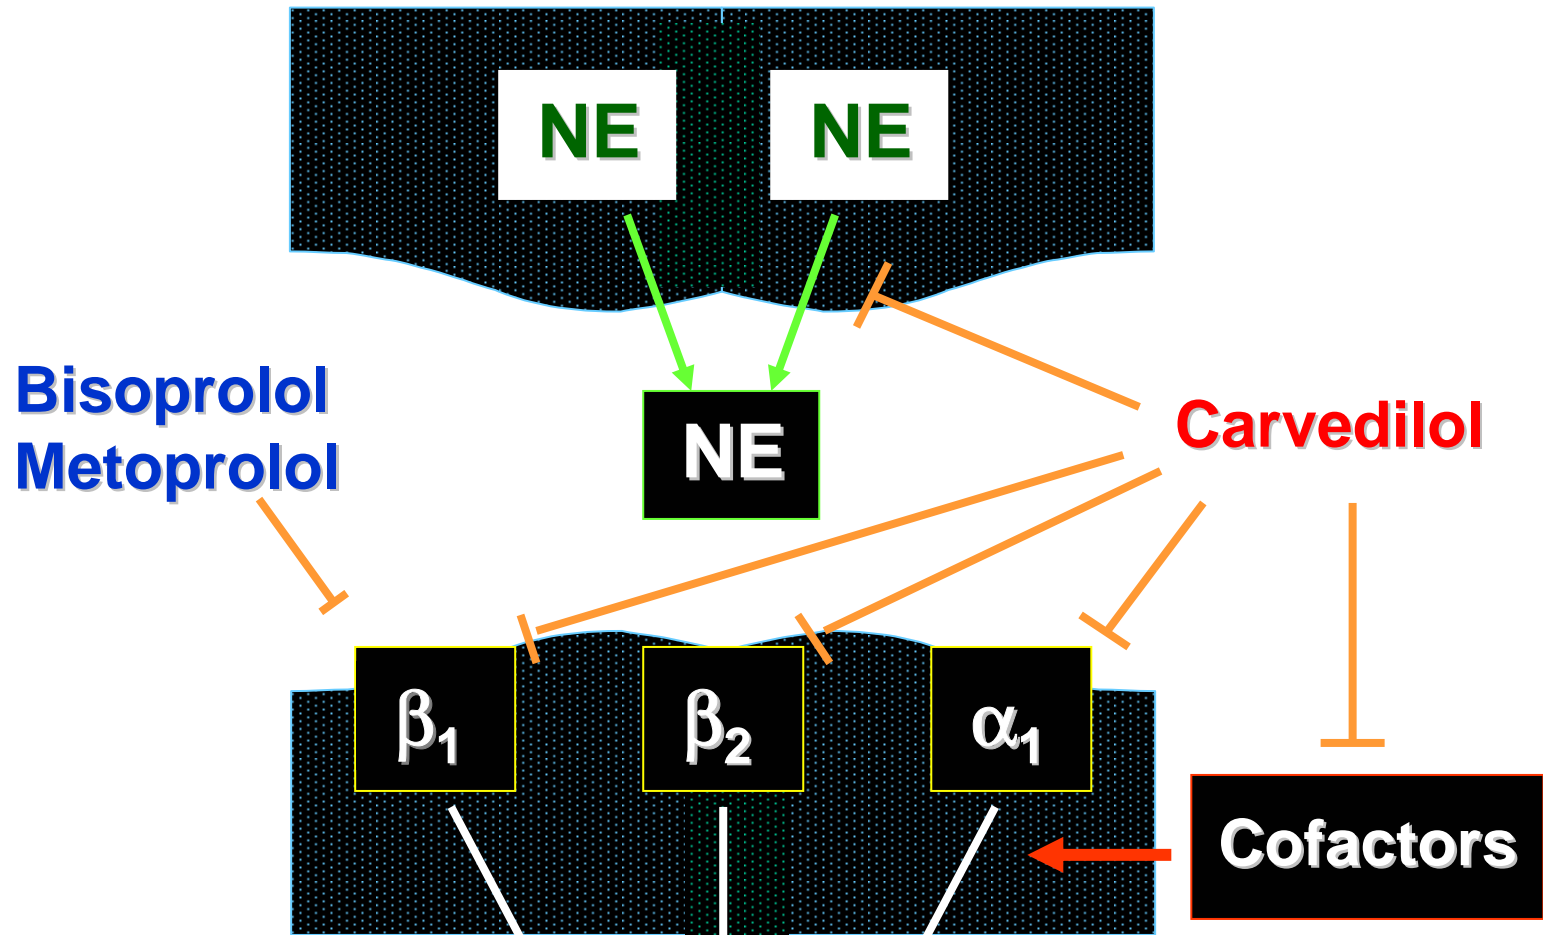 NE NE
Bisoprolol
Metoprolol
NE
Carvedilol
β₁ β₂ α₁
Cofactors